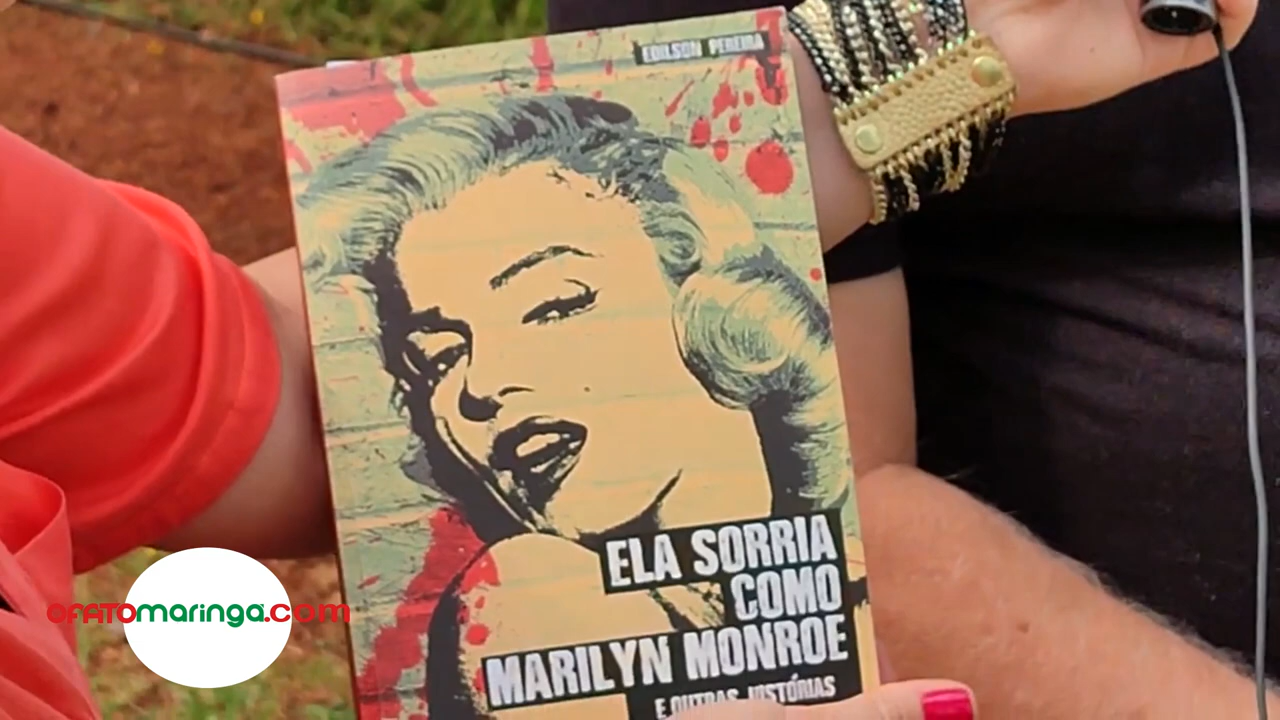 EDILSON PEREIRA
ELA SORRIA
COMO
MARILYN MONROE
E OUTRAS HISTÓRIAS
OFATOmaringa.com